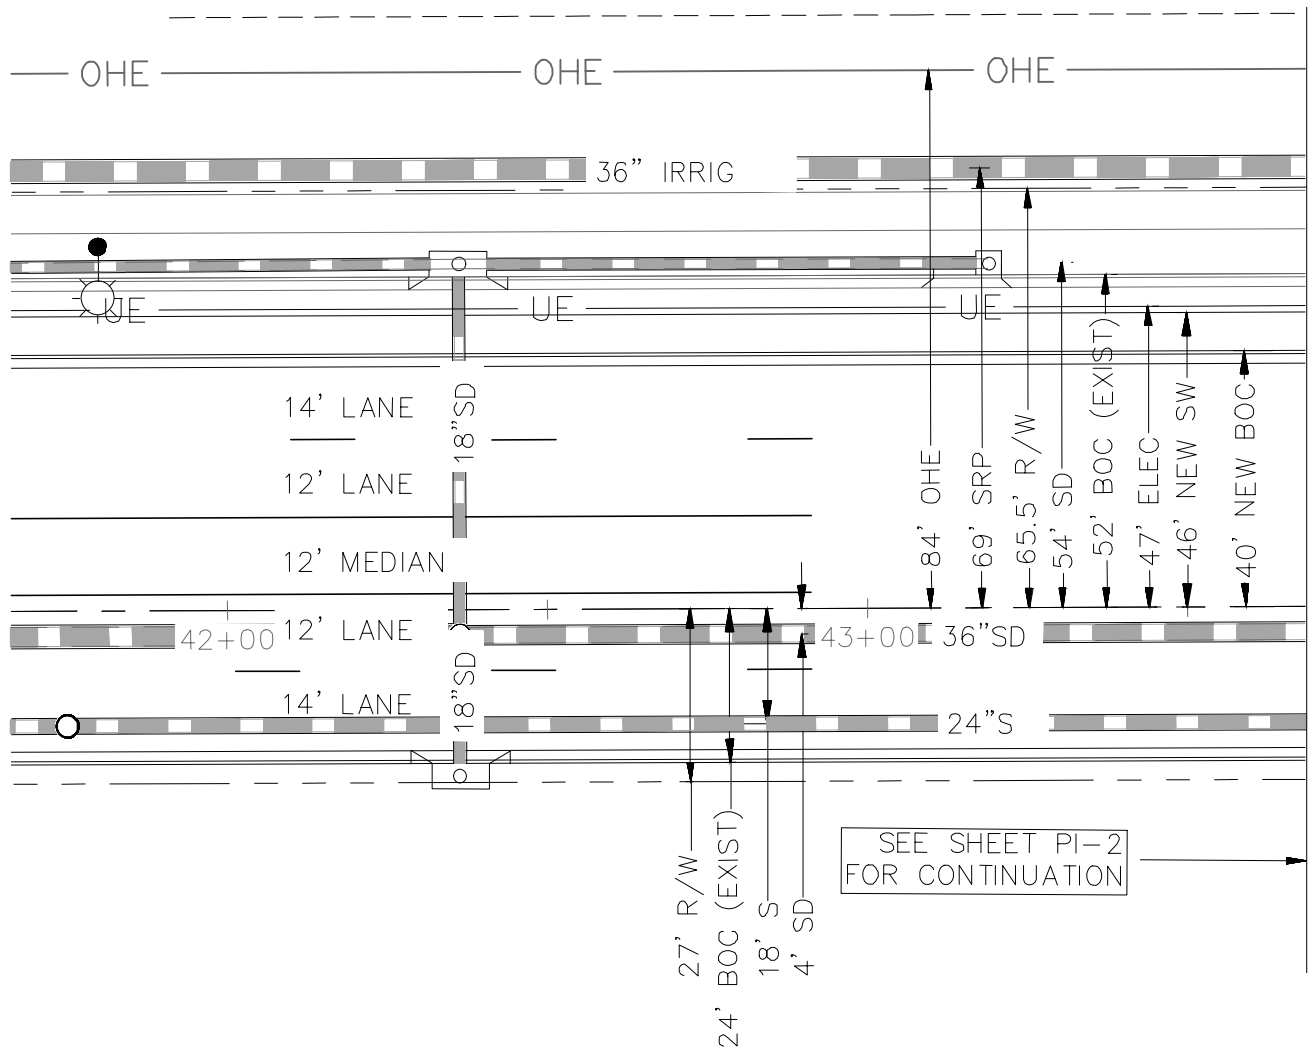 OHE
OHE
OHE
36" IRRIG
UE
UE
UE
14' LANE
18"SD
12' LANE
12' MEDIAN
84' OHE
69' SRP
65.5' R/W
54' SD
52' BOC (EXIST)
47' ELEC
46' NEW SW
40' NEW BOC
42+00
12' LANE
43+00
36"SD
14' LANE
18"SD
24"S
27' R/W
24' BOC (EXIST)
18' S
4' SD
SEE SHEET PI-2
FOR CONTINUATION